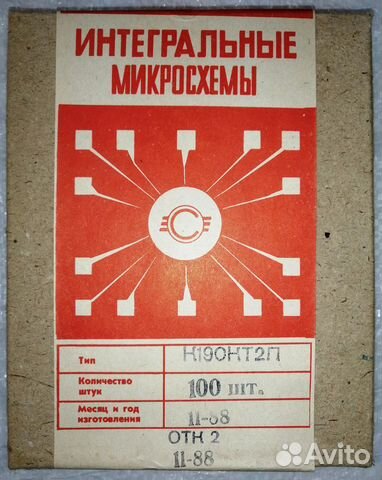 ИНТЕГРАЛЬНЫЕ
МИКРОСХЕМЫ
С
Тип К190КТ2П
Количество штук 100 шт.
Месяц и год изготовления 11-88
ОТК 2
11-88
Avito